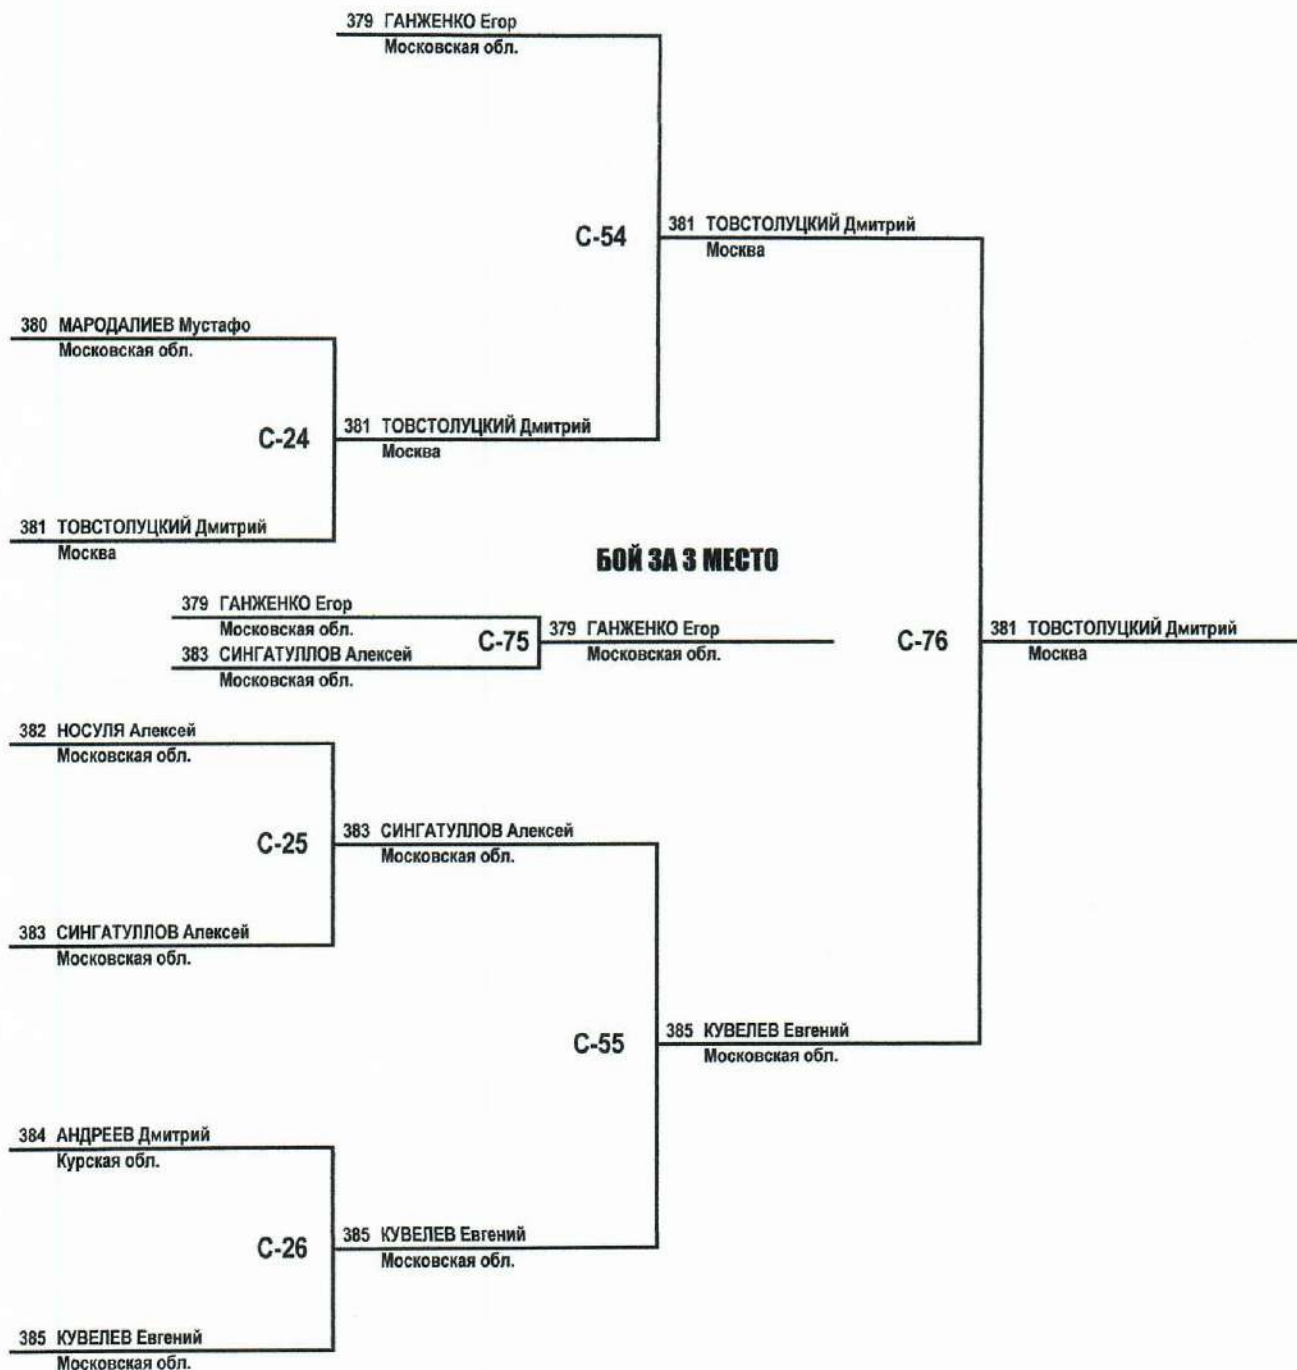 379 ГАНЖЕНКО Егор
Московская обл.
С-54
381 ТОВСТОЛУЦКИЙ Дмитрий
Москва
380 МАРОДАЛИЕВ Мустафо
Московская обл.
С-24
381 ТОВСТОЛУЦКИЙ Дмитрий
Москва
381 ТОВСТОЛУЦКИЙ Дмитрий
Москва
БОЙ ЗА 3 МЕСТО
379 ГАНЖЕНКО Егор
Московская обл.
383 СИНГАТУЛЛОВ Алексей
Московская обл.
С-75
379 ГАНЖЕНКО Егор
Московская обл.
С-76
381 ТОВСТОЛУЦКИЙ Дмитрий
Москва
382 НОСУЛЯ Алексей
Московская обл.
С-25
383 СИНГАТУЛЛОВ Алексей
Московская обл.
383 СИНГАТУЛЛОВ Алексей
Московская обл.
С-55
385 КУВЕЛЕВ Евгений
Московская обл.
384 АНДРЕЕВ Дмитрий
Курская обл.
С-26
385 КУВЕЛЕВ Евгений
Московская обл.
385 КУВЕЛЕВ Евгений
Московская обл.